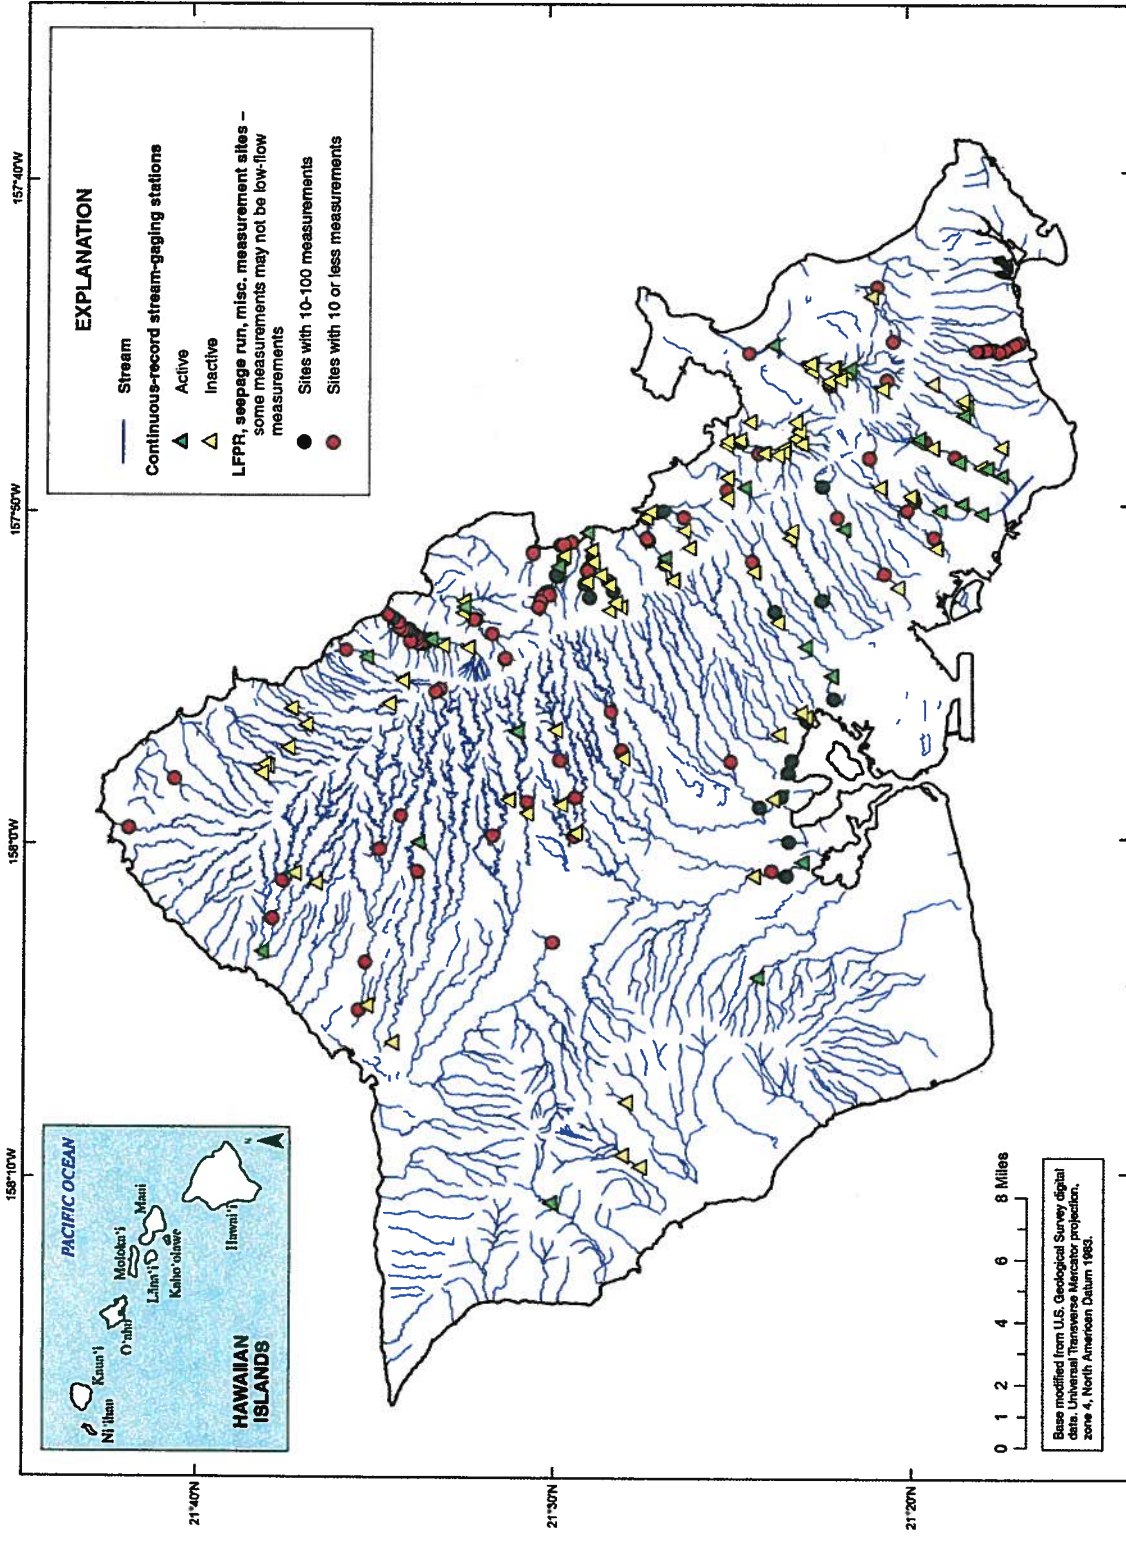 158°10'W
158°0'W
157°50'W
157°40'W
21°40'N
21°30'N
21°20'N
PACIFIC OCEAN
Ni'ihau
Kaua'i
O'ahu
Moloka'i
Lāna'i
Maui
Kaho'olawe
Hawai'i
N
HAWAIIAN
ISLANDS
EXPLANATION
Stream
Continuous-record stream-gaging stations
Active
Inactive
LFPR, seepage run, misc. measurement sites –
some measurements may not be low-flow
measurements
Sites with 10-100 measurements
Sites with 10 or less measurements
0 1 2 4 6 8 Miles
Base modified from U.S. Geological Survey digital
data. Universal Transverse Mercator projection,
zone 4, North American Datum 1983.